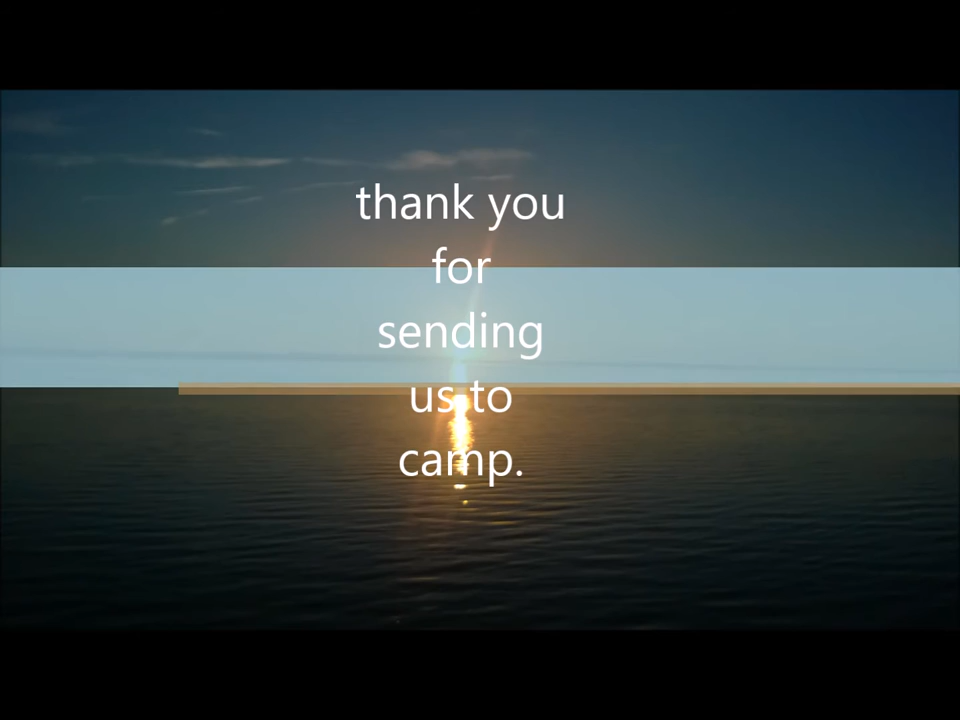 thank you
for
sending
us to
camp.